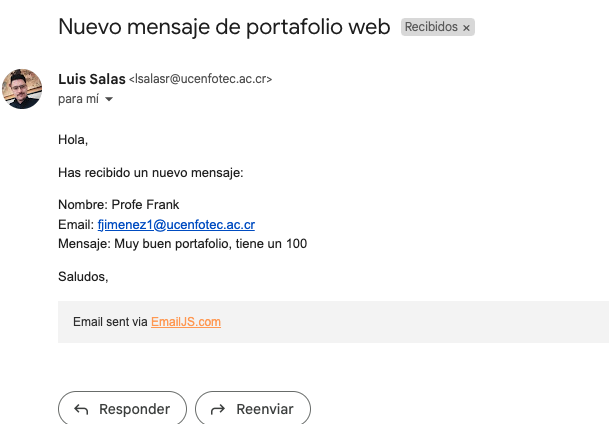 Nuevo mensaje de portafolio web Recibidos ×
Luis Salas <lsalasr@ucenfotec.ac.cr>
para mí
Hola,
Has recibido un nuevo mensaje:
Nombre: Profe Frank
Email: fjimenez1@ucenfotec.ac.cr
Mensaje: Muy buen portafolio, tiene un 100
Saludos,
Email sent via EmailJS.com
Responder Reenviar